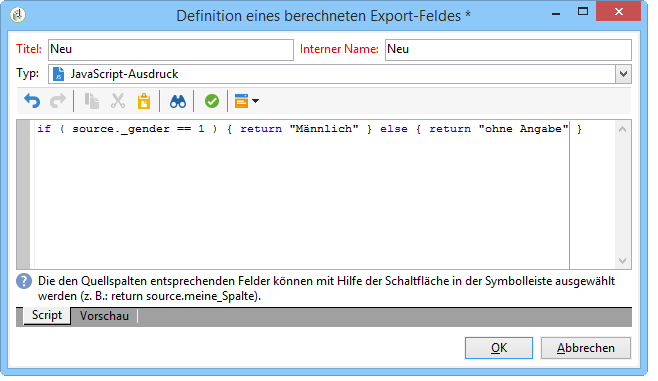 Definition eines berechneten Export-Feldes *
Titel: Neu Interner Name: Neu
Typ: JavaScript-Ausdruck
if ( source._gender == 1 ) { return "Männlich" } else { return "ohne Angabe" }
Die den Quellspalten entsprechenden Felder können mit Hilfe der Schaltfläche in der Symbolleiste ausgewählt
werden (z. B.: return source.meine_Spalte).
Script Vorschau
OK Abbrechen